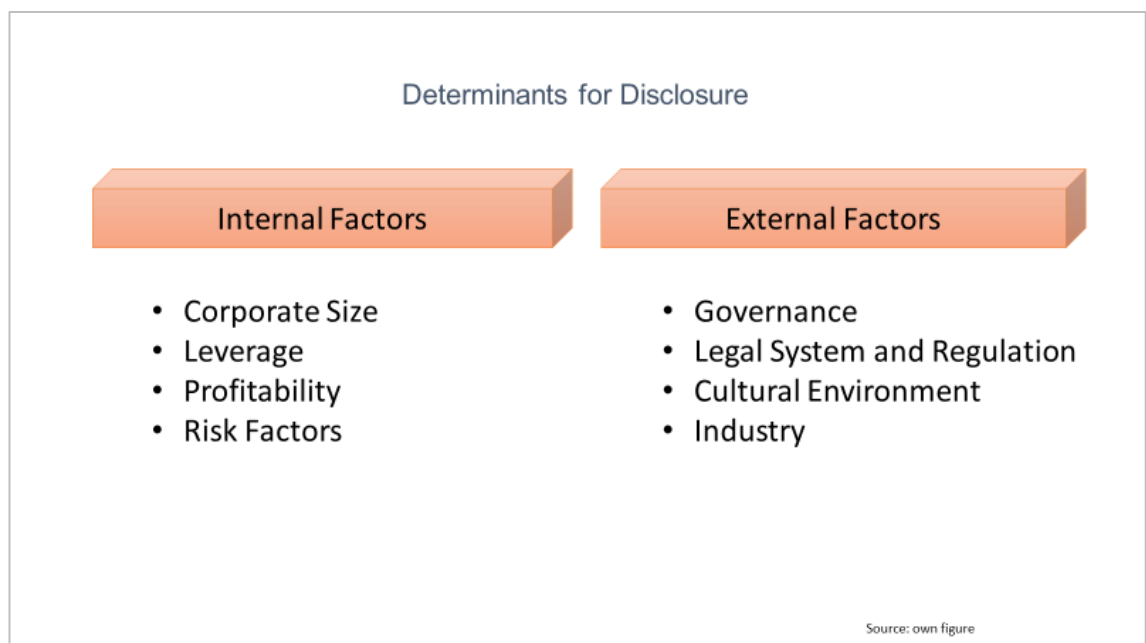 Determinants for Disclosure
Internal Factors
• Corporate Size
• Leverage
• Profitability
• Risk Factors
External Factors
• Governance
• Legal System and Regulation
• Cultural Environment
• Industry
Source: own figure